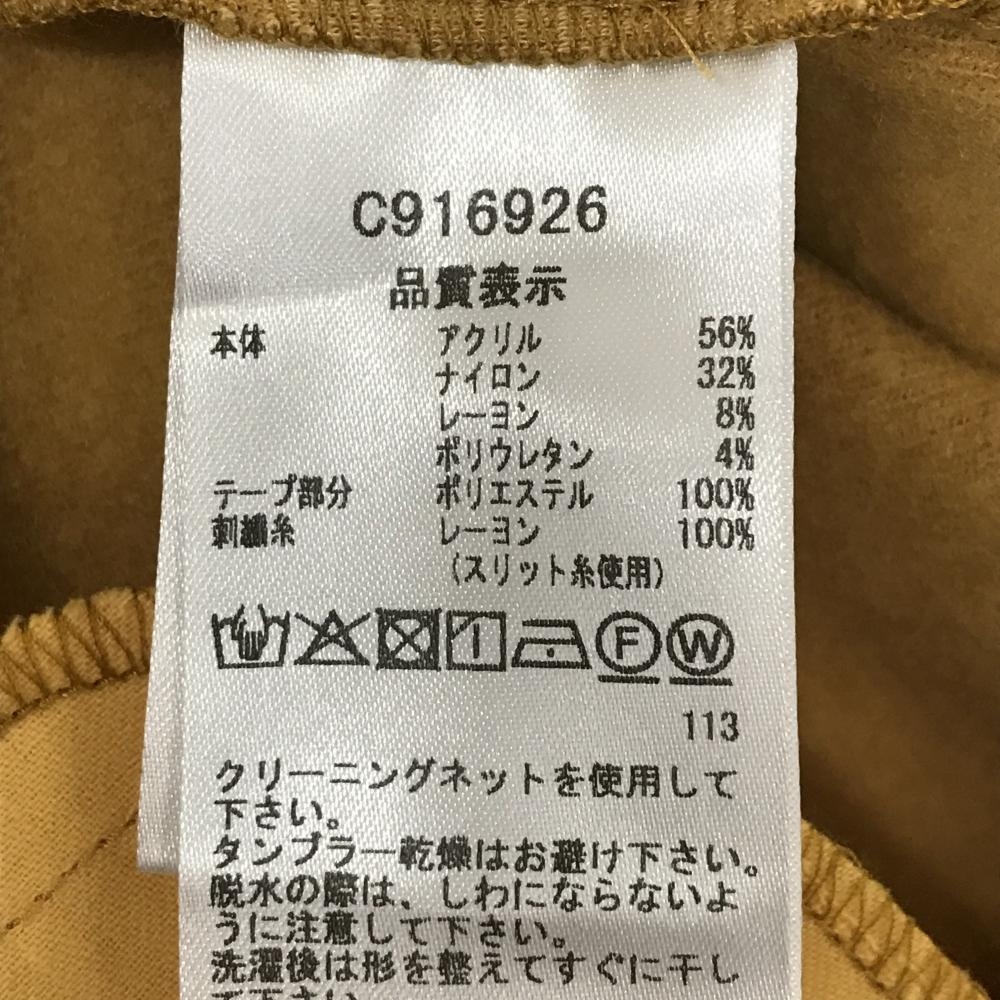 C916926
品質表示
本体 アクリル 56%
ナイロン 32%
レーヨン 8%
ポリウレタン 4%
テープ部分 ポリエステル 100%
刺繍糸 レーヨン 100%
(スリット糸使用)
F W
113
クリーニングネットを使用して
下さい。
タンブラー乾燥はお避け下さい。
脱水の際は、しわにならないよ
うに注意して下さい。
洗濯後は形を整えてすぐに干し
て下さい